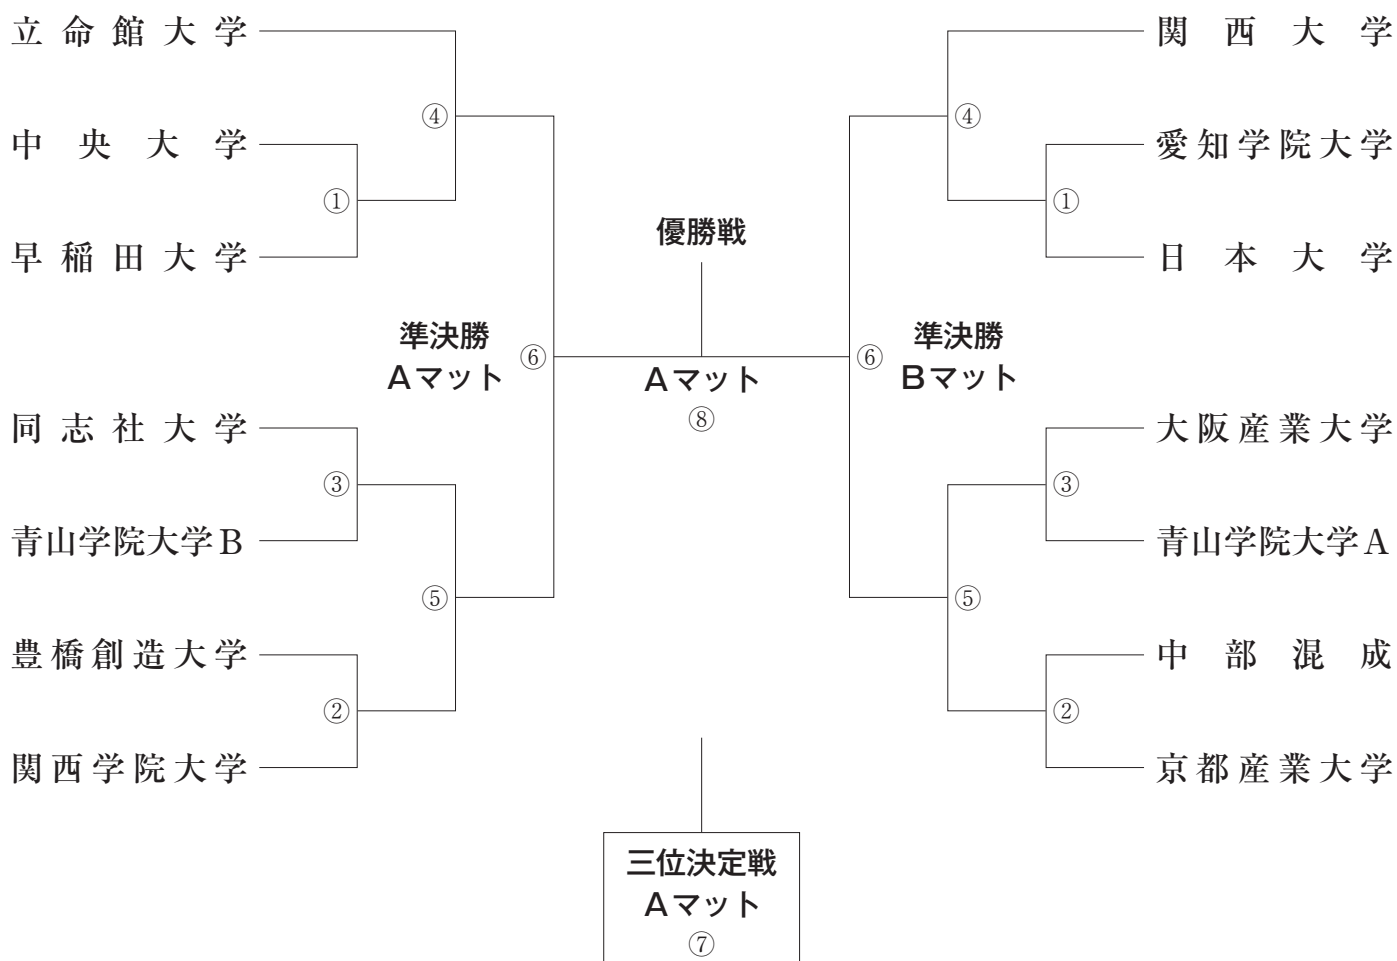 立命館大学
④
中央大学
①
早稲田大学
準決勝
Aマット
⑥
同志社大学
③
青山学院大学B
⑤
豊橋創造大学
②
関西学院大学
優勝戦
Aマット
⑧
三位決定戦
Aマット
⑦
関西大学
④
愛知学院大学
①
日本大学
⑥
準決勝
Bマット
大阪産業大学
③
青山学院大学A
⑤
中部混成
②
京都産業大学